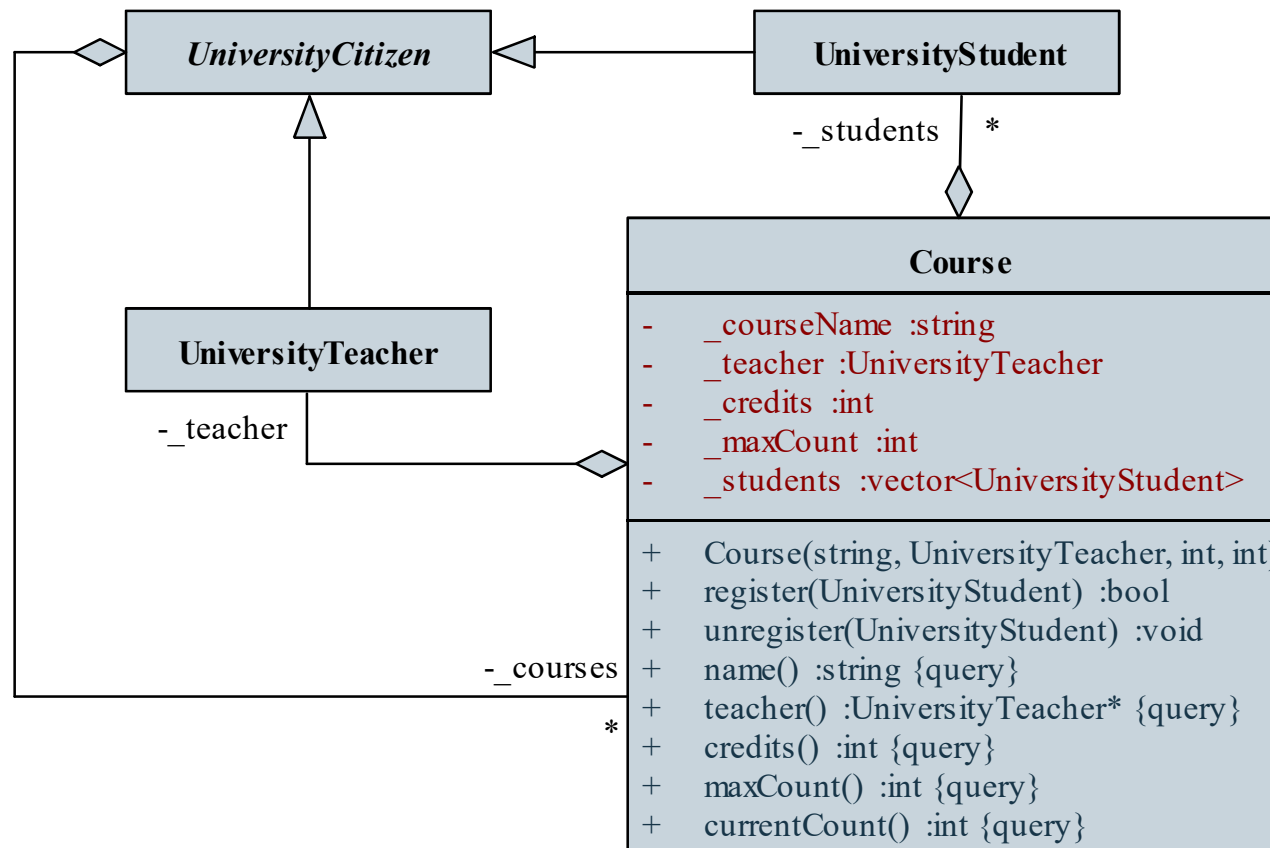 UniversityCitizen
UniversityStudent
-_students *
Course
- _courseName :string
- _teacher :UniversityTeacher
- _credits :int
- _maxCount :int
- _students :vector<UniversityStudent>
UniversityTeacher
-_teacher
+ Course(string, UniversityTeacher, int, int)
+ register(UniversityStudent) :bool
+ unregister(UniversityStudent) :void
+ name() :string {query}
+ teacher() :UniversityTeacher* {query}
+ credits() :int {query}
+ maxCount() :int {query}
+ currentCount() :int {query}
-_courses
*